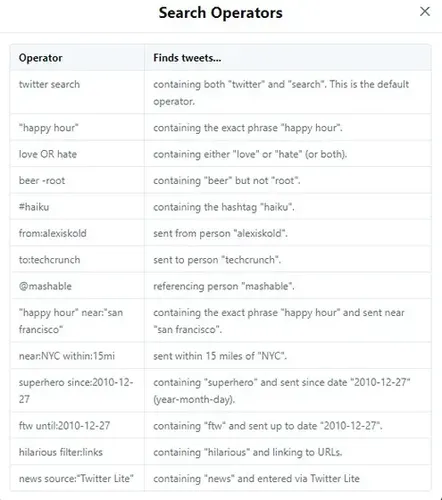 Search Operators
Operator Finds tweets...
twitter search containing both "twitter" and "search". This is the default
operator.
"happy hour" containing the exact phrase "happy hour".
love OR hate containing either "love" or "hate" (or both).
beer -root containing "beer" but not "root".
#haiku containing the hashtag "haiku".
from:alexiskold sent from person "alexiskold".
to:techcrunch sent to person "techcrunch".
@mashable referencing person "mashable".
"happy hour" near:"san containing the exact phrase "happy hour" and sent near
francisco" "san francisco".
near:NYC within:15mi sent within 15 miles of "NYC".
superhero since:2010-12- containing "superhero" and sent since date "2010-12-27"
27 (year-month-day).
ftw until:2010-12-27 containing "ftw" and sent up to date "2010-12-27".
hilarious filter:links containing "hilarious" and linking to URLs.
news source:"Twitter Lite" containing "news" and entered via Twitter Lite